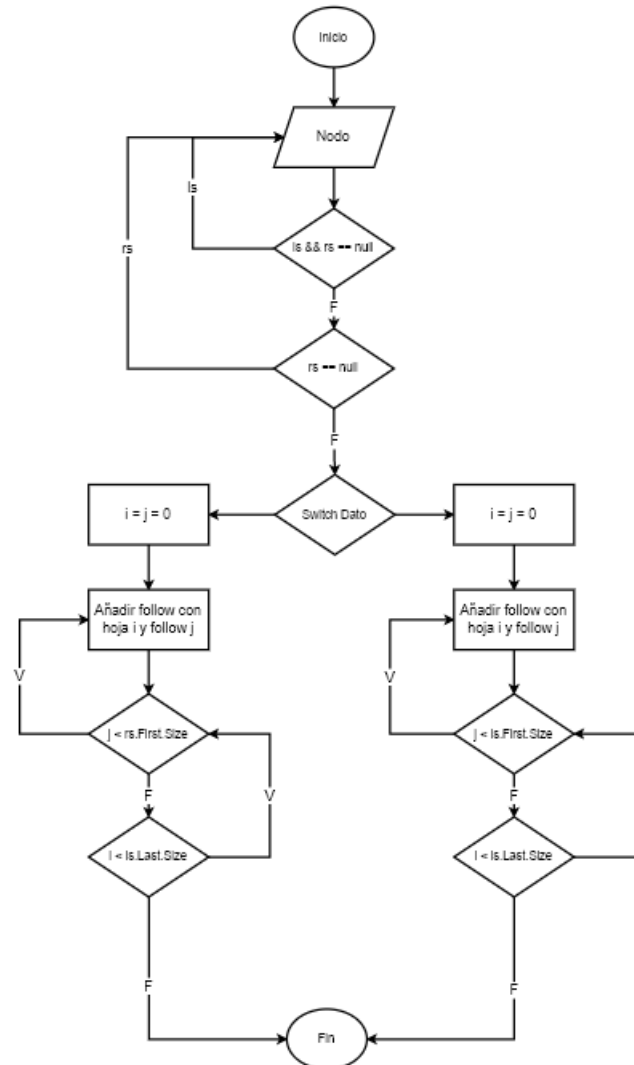 Inicio
Nodo
ls
ls && rs == null
rs
F
rs == null
F
i = j = 0
Switch Dato
i = j = 0
Añadir follow con
hoja i y follow j
Añadir follow con
hoja i y follow j
V
V
j < rs.First.Size
j < ls.First.Size
F
V
F
i < ls.Last.Size
i < ls.Last.Size
F
F
Fin